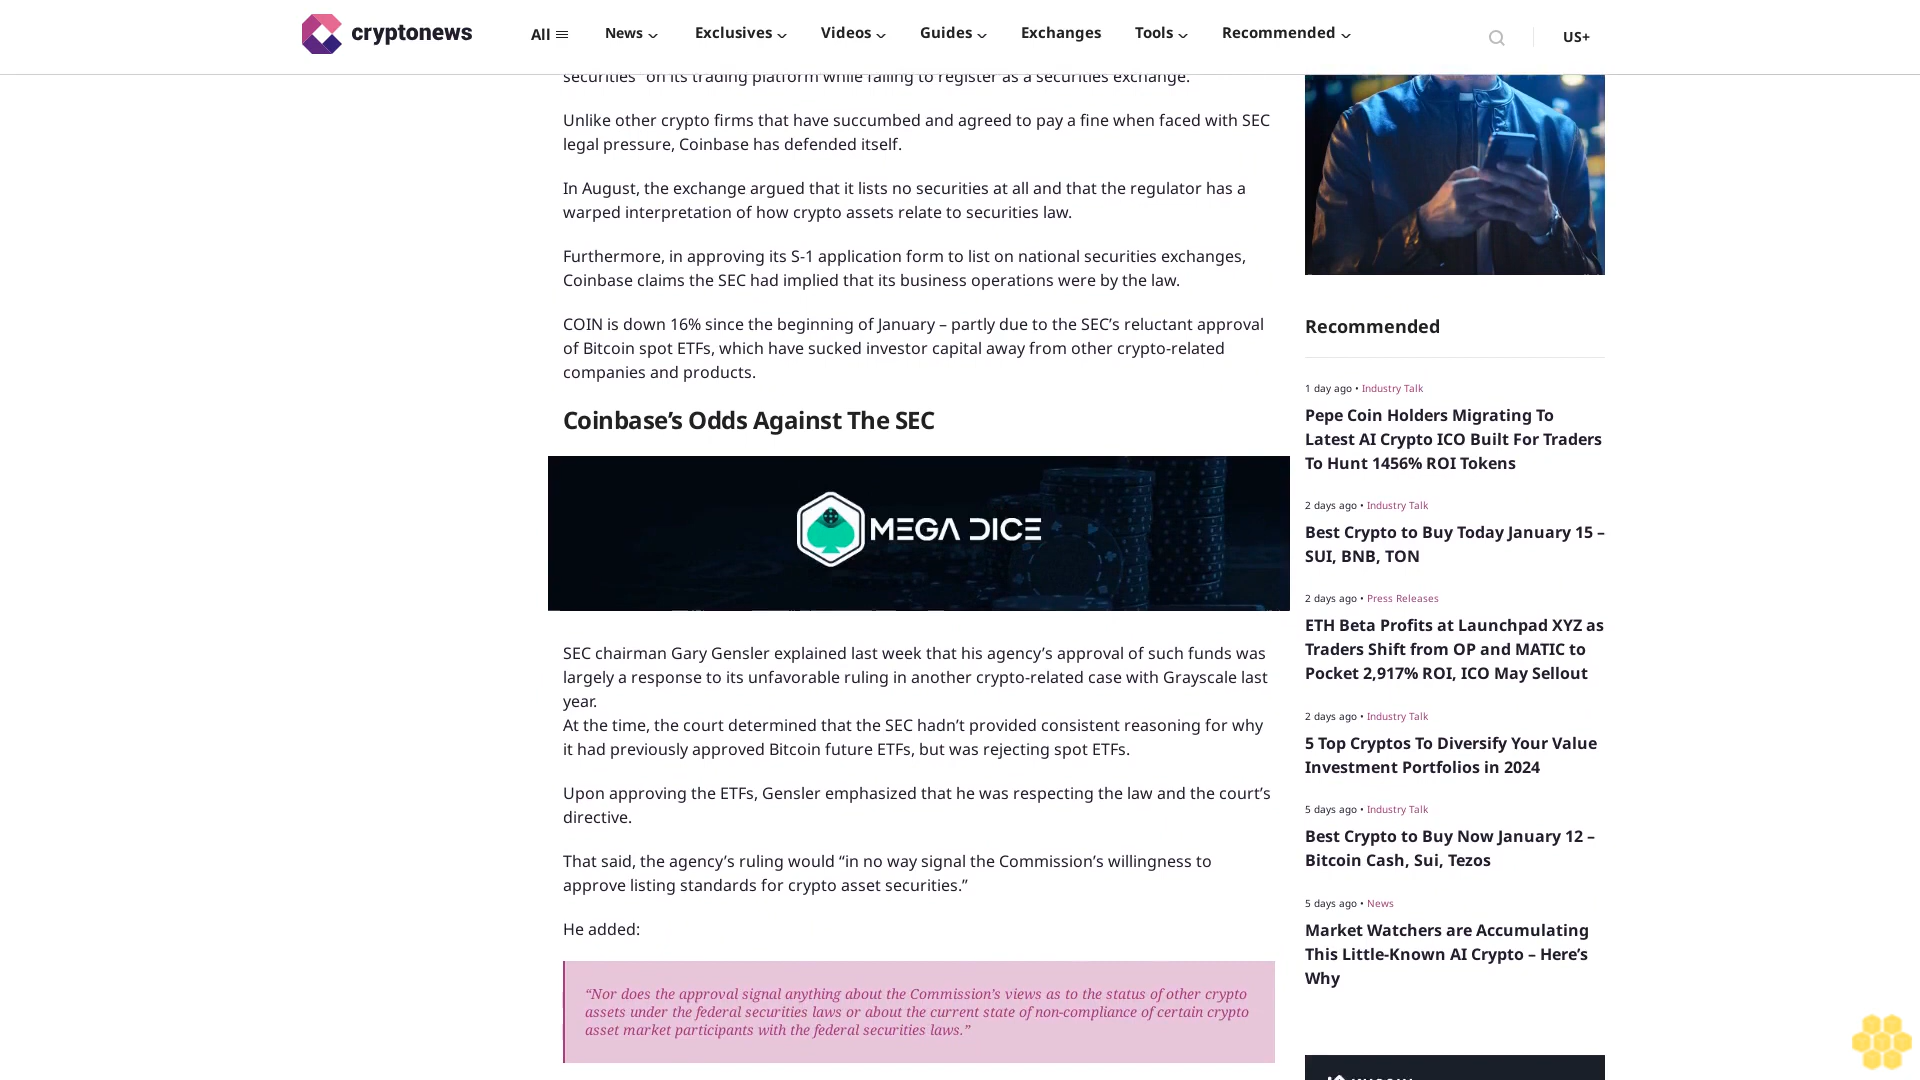 cryptonews
All
News
Exclusives
Videos
Guides
Exchanges
Tools
Recommended
US+
securities” on its trading platform while failing to register as a securities exchange.
Unlike other crypto firms that have succumbed and agreed to pay a fine when faced with SEC
legal pressure, Coinbase has defended itself.
In August, the exchange argued that it lists no securities at all and that the regulator has a
warped interpretation of how crypto assets relate to securities law.
Furthermore, in approving its S-1 application form to list on national securities exchanges,
Coinbase claims the SEC had implied that its business operations were by the law.
COIN is down 16% since the beginning of January – partly due to the SEC’s reluctant approval
of Bitcoin spot ETFs, which have sucked investor capital away from other crypto-related
companies and products.
Coinbase’s Odds Against The SEC
MEGA DICE
SEC chairman Gary Gensler explained last week that his agency’s approval of such funds was
largely a response to its unfavorable ruling in another crypto-related case with Grayscale last
year.
At the time, the court determined that the SEC hadn’t provided consistent reasoning for why
it had previously approved Bitcoin future ETFs, but was rejecting spot ETFs.
Upon approving the ETFs, Gensler emphasized that he was respecting the law and the court’s
directive.
That said, the agency’s ruling would “in no way signal the Commission’s willingness to
approve listing standards for crypto asset securities.”
He added:
“Nor does the approval signal anything about the Commission’s views as to the status of other crypto
assets under the federal securities laws or about the current state of non-compliance of certain crypto
asset market participants with the federal securities laws.”
Recommended
1 day ago • Industry Talk
Pepe Coin Holders Migrating To
Latest AI Crypto ICO Built For Traders
To Hunt 1456% ROI Tokens
2 days ago • Industry Talk
Best Crypto to Buy Today January 15 –
SUI, BNB, TON
2 days ago • Press Releases
ETH Beta Profits at Launchpad XYZ as
Traders Shift from OP and MATIC to
Pocket 2,917% ROI, ICO May Sellout
2 days ago • Industry Talk
5 Top Cryptos To Diversify Your Value
Investment Portfolios in 2024
5 days ago • Industry Talk
Best Crypto to Buy Now January 12 –
Bitcoin Cash, Sui, Tezos
5 days ago • News
Market Watchers are Accumulating
This Little-Known AI Crypto – Here’s
Why